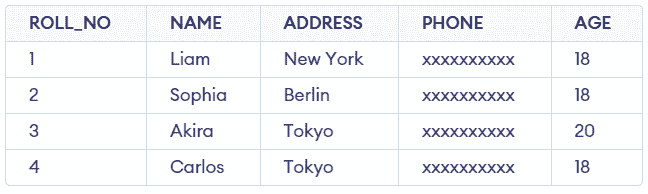 ROLL_NO NAME ADDRESS PHONE AGE
1 Liam New York xxxxxxxxxx 18
2 Sophia Berlin xxxxxxxxxx 18
3 Akira Tokyo xxxxxxxxxx 20
4 Carlos Tokyo xxxxxxxxxx 18